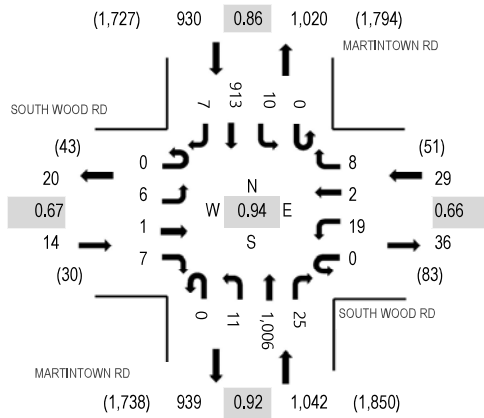 (1,727) 930 0.86 1,020 (1,794)
MARTINTOWN RD
SOUTH WOOD RD
7 913 10 0
(43) (51)
0 8
20 29
6 2
N
0.67 W 0.94 E 0.66
1 19
S
14 36
7 0
(30) (83)
0 11 1,006 25
SOUTH WOOD RD
MARTINTOWN RD
(1,738) 939 0.92 1,042 (1,850)